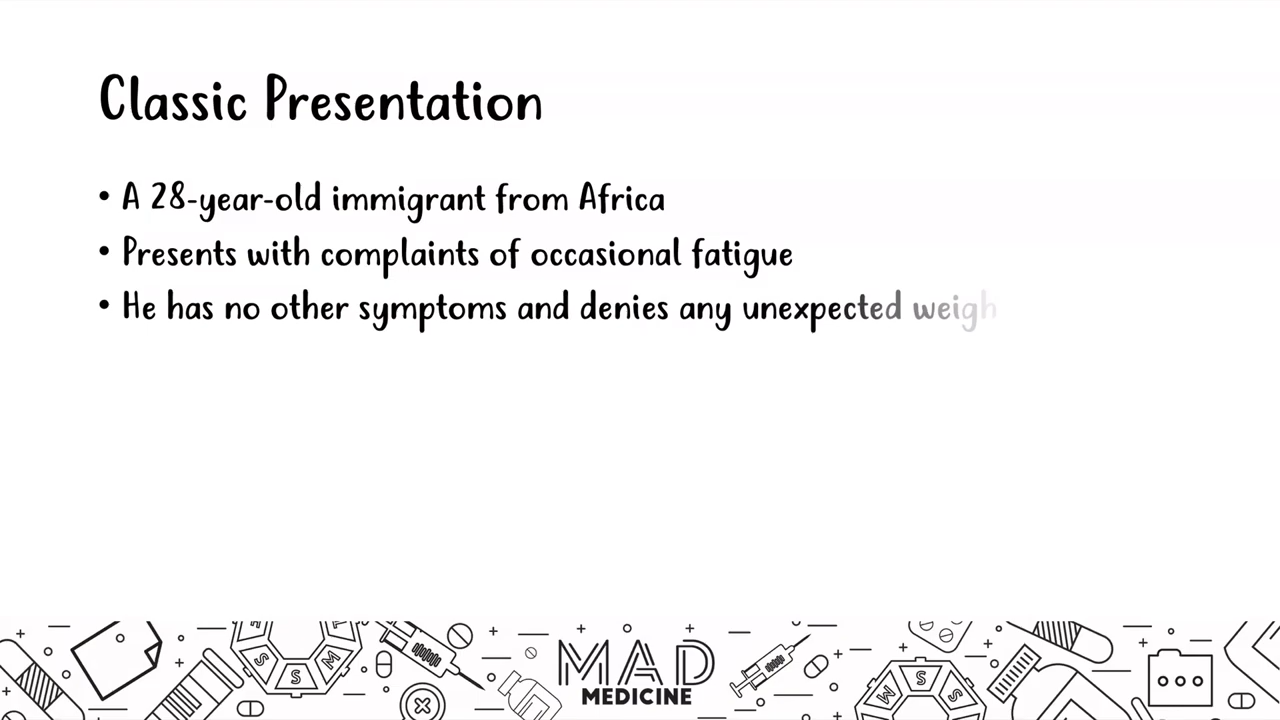 Classic Presentation
• A 28-year-old immigrant from Africa
• Presents with complaints of occasional fatigue
• He has no other symptoms and denies any unexpected weigh
MAD
MEDICINE